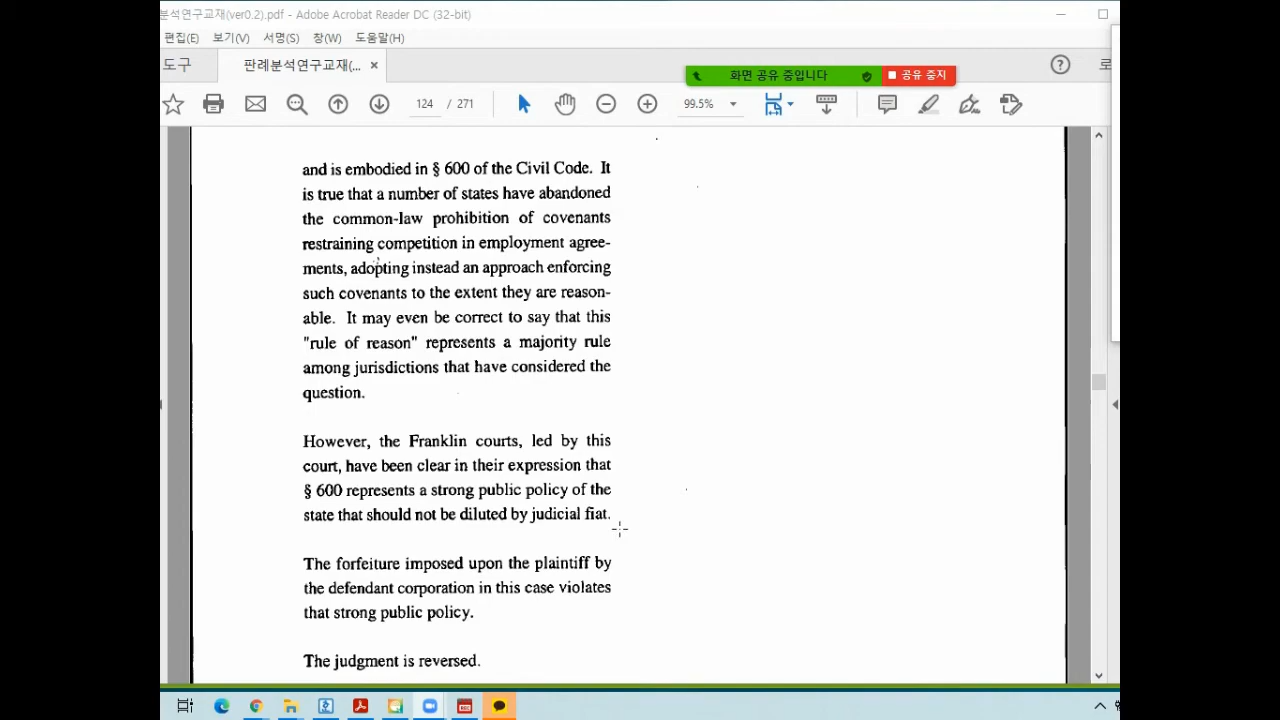 분석연구교재(ver0.2).pdf - Adobe Acrobat Reader DC (32-bit)
편집(E) 보기(V) 서명(S) 창(W) 도움말(H)
도구 판례분석연구교재(... × 로
화면 공유 중입니다 공유 중지
124 / 271 99.5%
and is embodied in § 600 of the Civil Code. It
is true that a number of states have abandoned
the common-law prohibition of covenants
restraining competition in employment agree-
ments, adopting instead an approach enforcing
such covenants to the extent they are reason-
able. It may even be correct to say that this
"rule of reason" represents a majority rule
among jurisdictions that have considered the
question.
However, the Franklin courts, led by this
court, have been clear in their expression that
§ 600 represents a strong public policy of the
state that should not be diluted by judicial fiat.
The forfeiture imposed upon the plaintiff by
the defendant corporation in this case violates
that strong public policy.
The judgment is reversed.